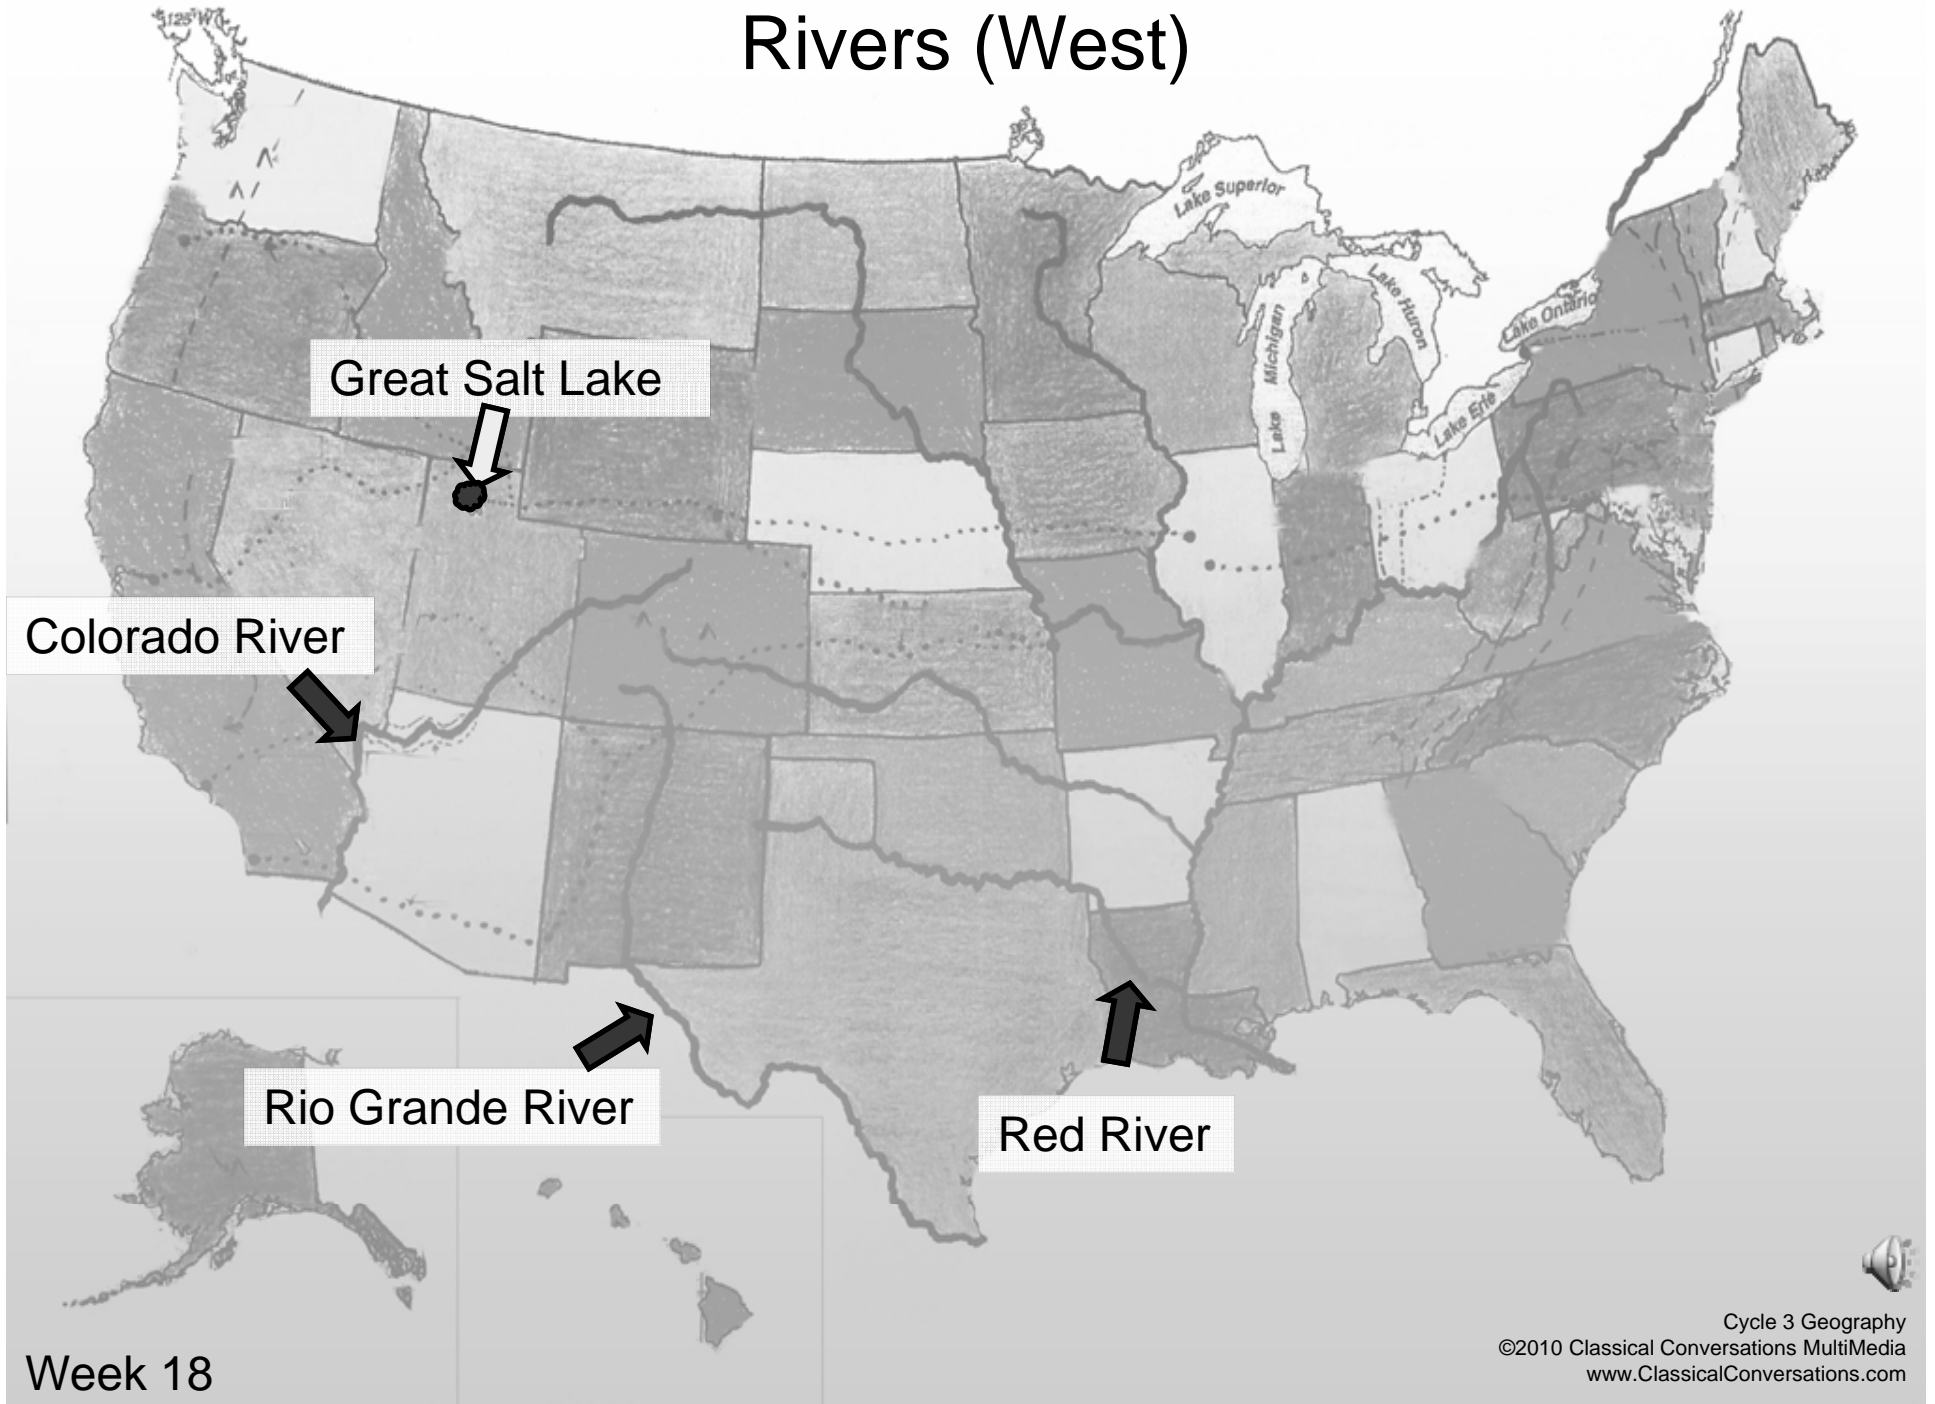 Rivers (West)
125° W
Lake Superior
Lake Michigan
Lake Huron
Lake Ontario
Lake Erie
Great Salt Lake
Colorado River
Rio Grande River
Red River
Week 18
Cycle 3 Geography
©2010 Classical Conversations MultiMedia
www.ClassicalConversations.com